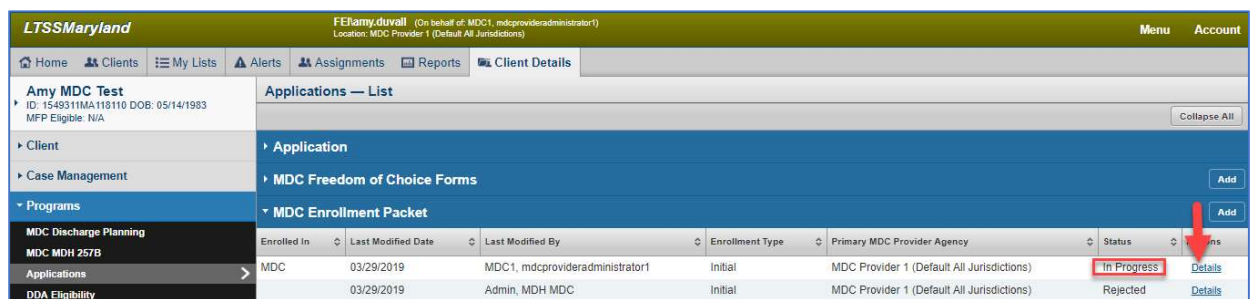 LTSSMaryland
FEI\amy.duvall (On behalf of: MDC1, mdcprovideradministrator1)
Location: MDC Provider 1 (Default All Jurisdictions)
Menu Account
Home Clients My Lists Alerts Assignments Reports Client Details
Amy MDC Test
ID: 1549311MA118110 DOB: 05/14/1983
MFP Eligible: N/A
Applications — List
Collapse All
Client
Application
Case Management
MDC Freedom of Choice Forms Add
Programs
MDC Enrollment Packet Add
MDC Discharge Planning
MDC MDH 257B
Applications
DDA Eligibility
Enrolled In Last Modified Date Last Modified By Enrollment Type Primary MDC Provider Agency Status
MDC 03/29/2019 MDC1, mdcprovideradministrator1 Initial MDC Provider 1 (Default All Jurisdictions) In Progress Details
03/29/2019 Admin, MDH MDC Initial MDC Provider 1 (Default All Jurisdictions) Rejected Details